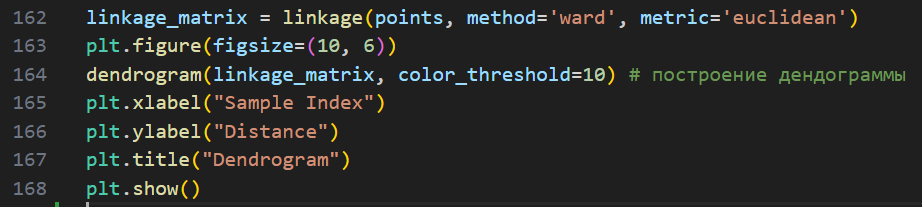 162 linkage_matrix = linkage(points, method='ward', metric='euclidean')
163 plt.figure(figsize=(10, 6))
164 dendrogram(linkage_matrix, color_threshold=10) # построение дендограммы
165 plt.xlabel("Sample Index")
166 plt.ylabel("Distance")
167 plt.title("Dendrogram")
168 plt.show()